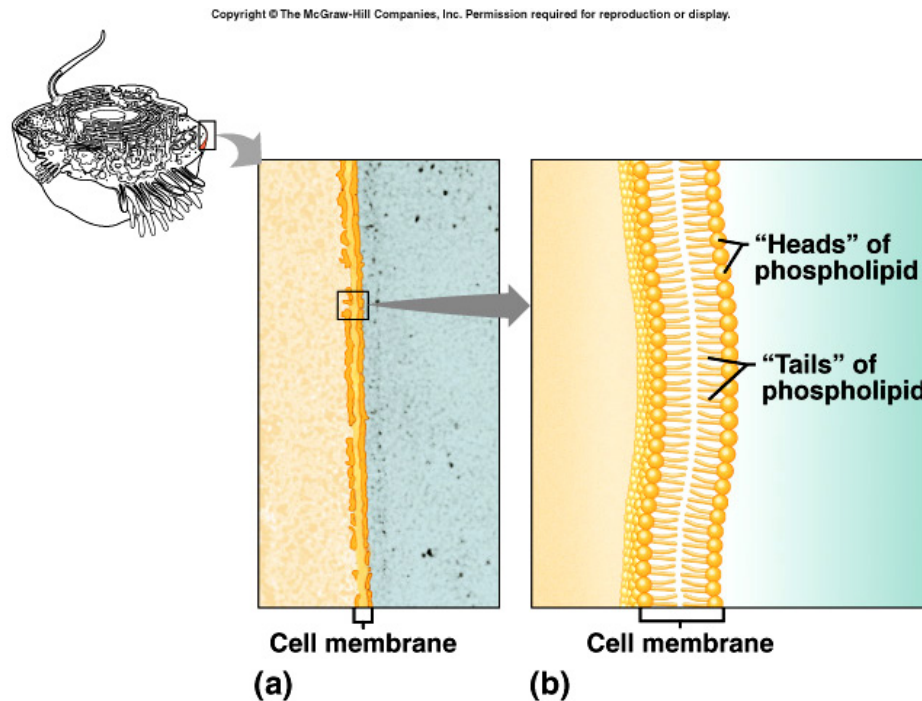 Copyright © The McGraw-Hill Companies, Inc. Permission required for reproduction or display.
“Heads” of
phospholipid
“Tails” of
phospholipid
Cell membrane
Cell membrane
(a)
(b)